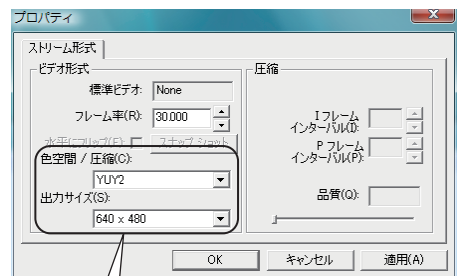 プロパティ
ストリーム形式
ビデオ形式
標準ビデオ: None
フレーム率(R): 30.000
水平にフリップ(F): スナップ ショット
色空間 / 圧縮(C):
YUY2
出力サイズ(S):
640 x 480
圧縮
I フレーム
インターバル(I):
P フレーム
インターバル(P):
品質(Q):
OK キャンセル 適用(A)